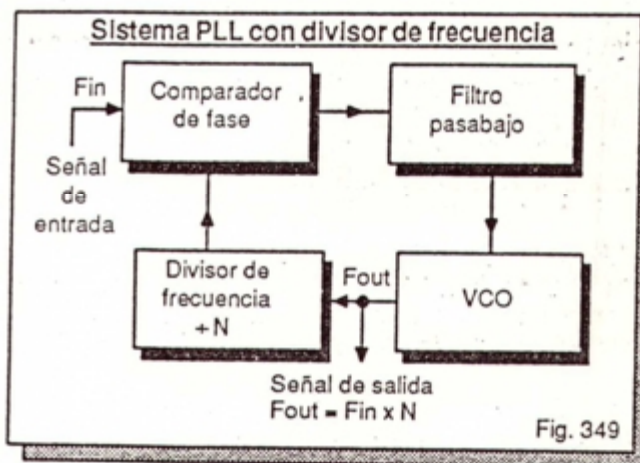 Sistema PLL con divisor de frecuencia
Fin
Comparador
de fase
Filtro
pasabajo
Señal
de
entrada
Divisor de
frecuencia
÷N
Fout
VCO
Señal de salida
Fout = Fin x N
Fig. 349